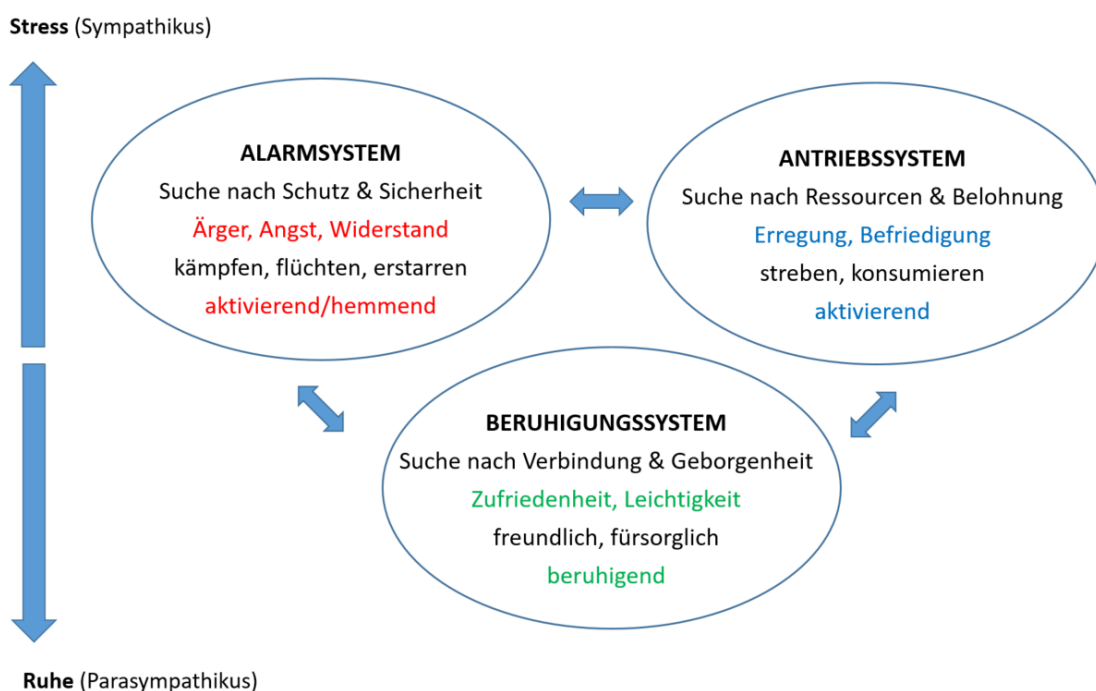 Stress (Sympathikus)
ALARMSYSTEM
Suche nach Schutz & Sicherheit
Ärger, Angst, Widerstand
kämpfen, flüchten, erstarren
aktivierend/hemmend
ANTRIEBSSYSTEM
Suche nach Ressourcen & Belohnung
Erregung, Befriedigung
streben, konsumieren
aktivierend
BERUHIGUNGSSYSTEM
Suche nach Verbindung & Geborgenheit
Zufriedenheit, Leichtigkeit
freundlich, fürsorglich
beruhigend
Ruhe (Parasympathikus)